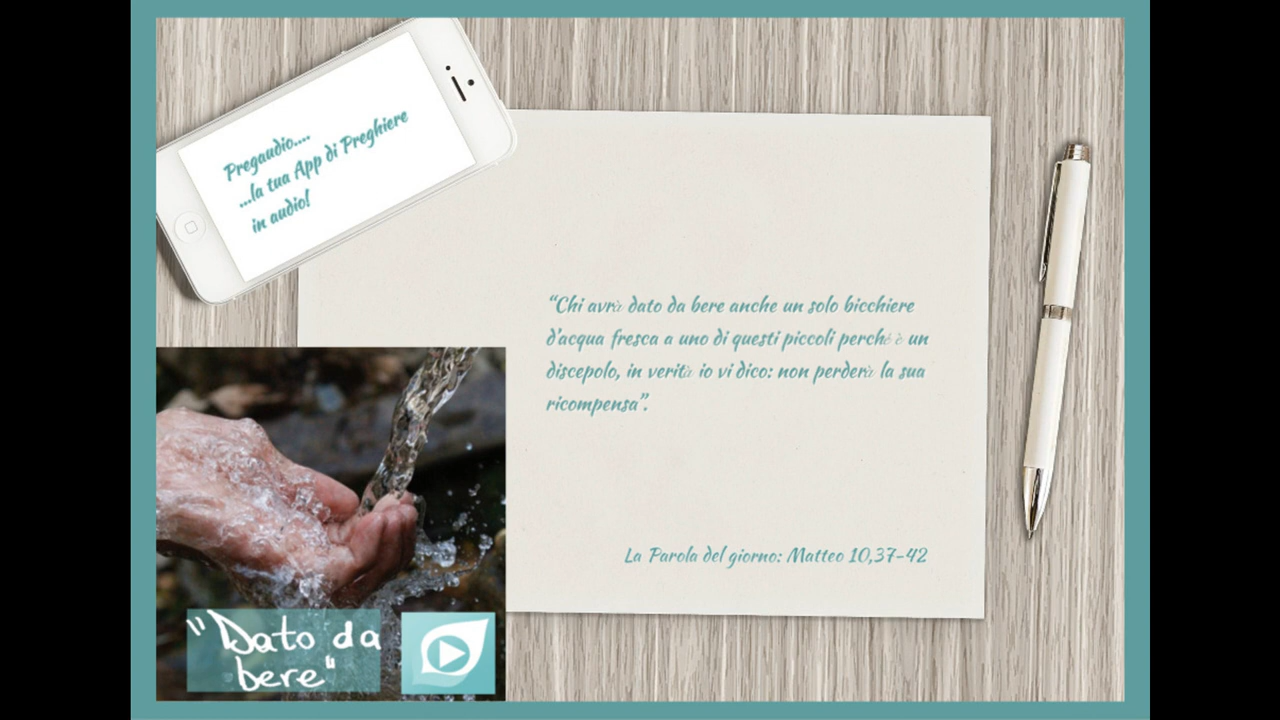 Pregaudio....
...la tua App di Preghiere
in audio!
“Chi avrà dato da bere anche un solo bicchiere
d'acqua fresca a uno di questi piccoli perché è un
discepolo, in verità io vi dico: non perderà la sua
ricompensa”.
La Parola del giorno: Matteo 10,37-42
"Dato da
bere"